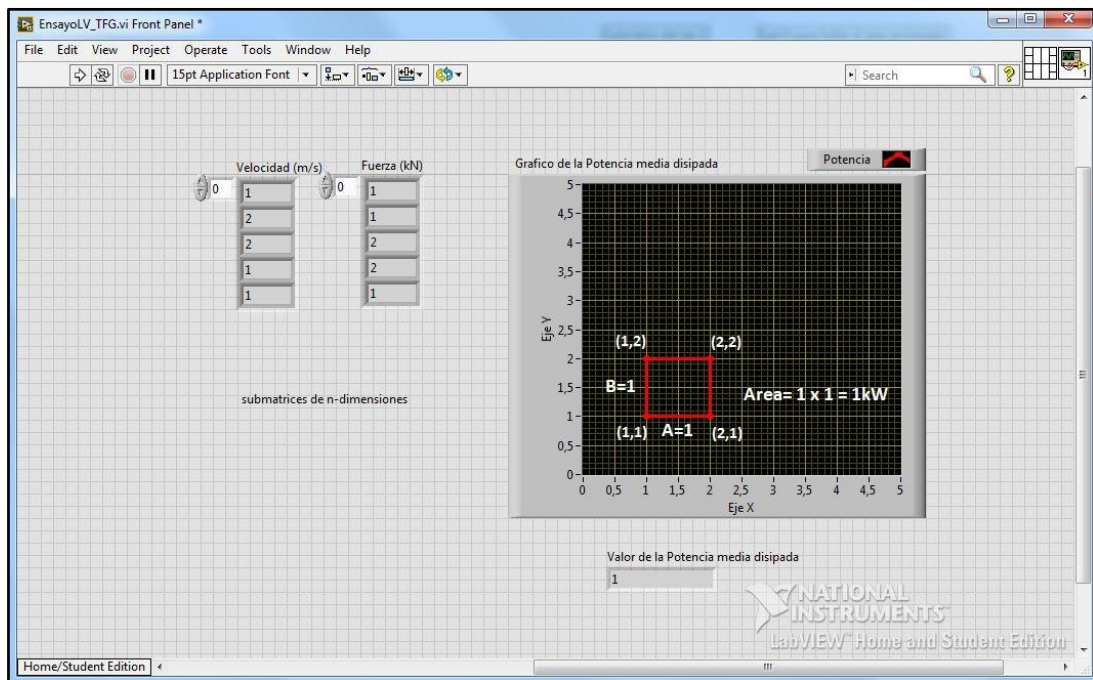 EnsayoLV_TFG.vi Front Panel *
File Edit View Project Operate Tools Window Help
15pt Application Font
Search
1
Velocidad (m/s)
0
1
2
2
1
1
Fuerza (kN)
0
1
1
2
2
1
submatrices de n-dimensiones
Grafico de la Potencia media disipada
Potencia
5
4,5
4
3,5
3
2,5
2
1,5
1
0,5
0
Eje Y
(1,2) (2,2)
B=1
Area= 1 x 1 = 1kW
(1,1) A=1 (2,1)
0 0,5 1 1,5 2 2,5 3 3,5 4 4,5 5
Eje X
Valor de la Potencia media disipada
1
NATIONAL
INSTRUMENTS
LabVIEW™ Home and Student Edition
Home/Student Edition